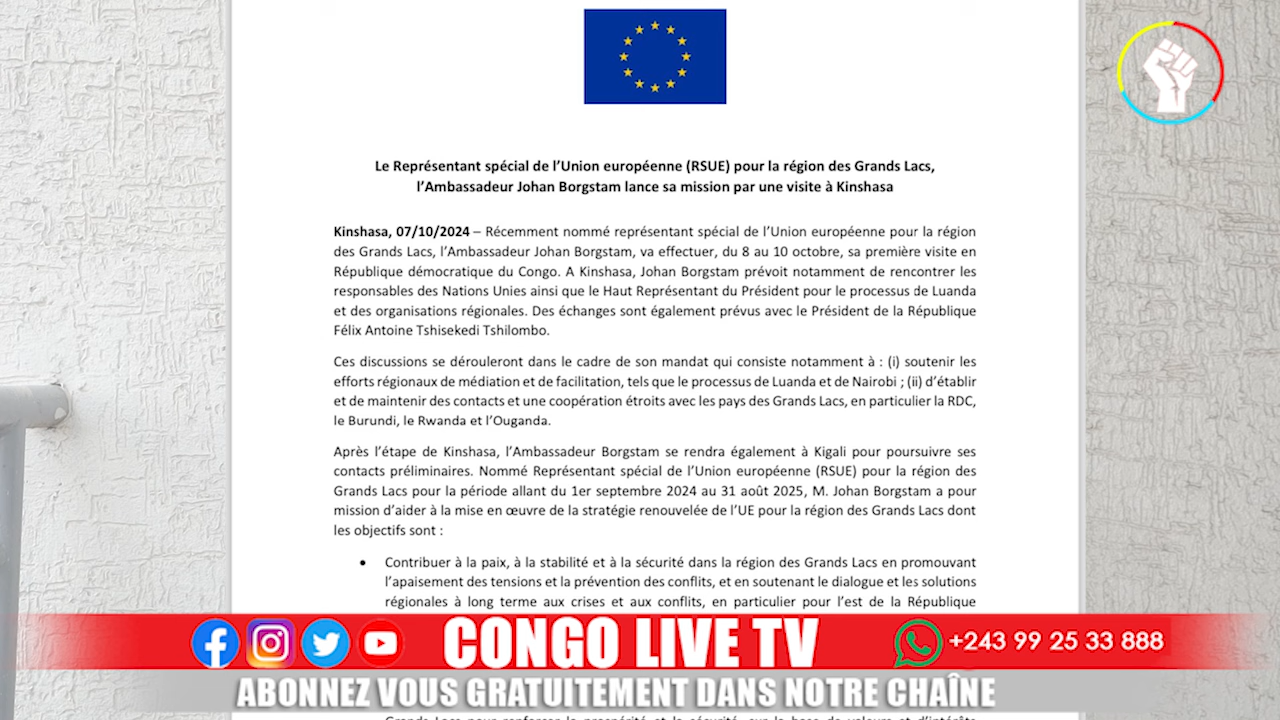 Le Représentant spécial de l’Union européenne (RSUE) pour la région des Grands Lacs,
l’Ambassadeur Johan Borgstam lance sa mission par une visite à Kinshasa
Kinshasa, 07/10/2024 – Récemment nommé représentant spécial de l’Union européenne pour la région
des Grands Lacs, l’Ambassadeur Johan Borgstam, va effectuer, du 8 au 10 octobre, sa première visite en
République démocratique du Congo. A Kinshasa, Johan Borgstam prévoit notamment de rencontrer les
responsables des Nations Unies ainsi que le Haut Représentant du Président pour le processus de Luanda
et des organisations régionales. Des échanges sont également prévus avec le Président de la République
Félix Antoine Tshisekedi Tshilombo.
Ces discussions se dérouleront dans le cadre de son mandat qui consiste notamment à : (i) soutenir les
efforts régionaux de médiation et de facilitation, tels que le processus de Luanda et de Nairobi ; (ii) d’établir
et de maintenir des contacts et une coopération étroits avec les pays des Grands Lacs, en particulier la RDC,
le Burundi, le Rwanda et l’Ouganda.
Après l’étape de Kinshasa, l’Ambassadeur Borgstam se rendra également à Kigali pour poursuivre ses
contacts préliminaires. Nommé Représentant spécial de l’Union européenne (RSUE) pour la région des
Grands Lacs pour la période allant du 1er septembre 2024 au 31 août 2025, M. Johan Borgstam a pour
mission d’aider à la mise en œuvre de la stratégie renouvelée de l’UE pour la région des Grands Lacs dont
les objectifs sont :
• Contribuer à la paix, à la stabilité et à la sécurité dans la région des Grands Lacs en promouvant
l’apaisement des tensions et la prévention des conflits, et en soutenant le dialogue et les solutions
régionales à long terme aux crises et aux conflits, en particulier pour l’est de la République
CONGO LIVE TV
+243 99 25 33 888
ABONNEZ VOUS GRATUITEMENT DANS NOTRE CHAÎNE